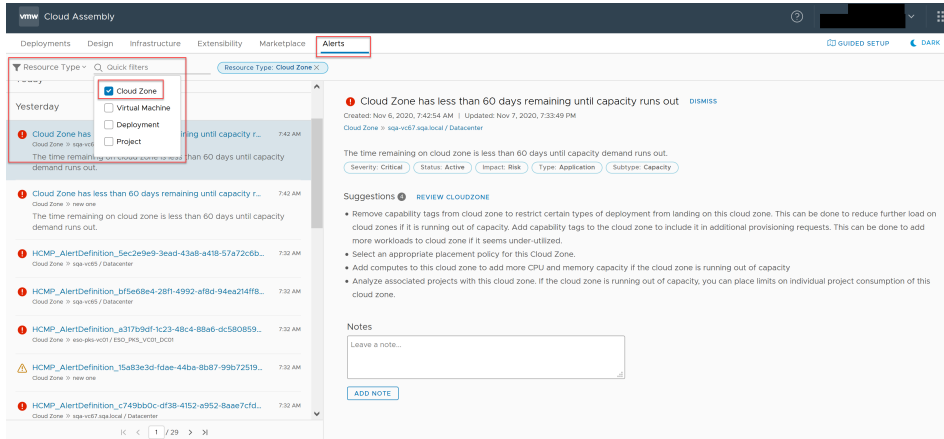 vmw Cloud Assembly
Deployments Design Infrastructure Extensibility Marketplace Alerts GUIDED SETUP DARK
Resource Type Quick filters Resource Type: Cloud Zone ×
Cloud Zone
Virtual Machine
Deployment
Project
Today
Yesterday
Cloud Zone has less than 60 days remaining until capacity r... 7:42 AM
The time remaining on cloud zone is less than 60 days until capacity
demand runs out.
Cloud Zone has less than 60 days remaining until capacity r... 7:42 AM
Cloud Zone » new one
The time remaining on cloud zone is less than 60 days until capacity
demand runs out.
HCMP_AlertDefinition_5ec2e9e9-3ead-43a8-a418-57a72c6b... 7:32 AM
Cloud Zone » sqa-vc65 / Datacenter
HCMP_AlertDefinition_bf5e68e4-28f1-4992-af8d-94ea214ff8... 7:32 AM
Cloud Zone » sqa-vc65 / Datacenter
HCMP_AlertDefinition_a317b9df-1c23-48c4-88a6-dc580859... 7:32 AM
Cloud Zone » eso-pks-vc01 / ESO_PKS_VC01_DC01
HCMP_AlertDefinition_15a83e3d-fdae-44ba-8b87-99b72519... 7:32 AM
Cloud Zone » new one
HCMP_AlertDefinition_c749bb0c-df38-4152-a952-8aae7cfd... 7:32 AM
Cloud Zone » sqa-vc67.sqa.local / Datacenter
1 / 29
Cloud Zone has less than 60 days remaining until capacity runs out DISMISS
Created: Nov 6, 2020, 7:42:54 AM | Updated: Nov 7, 2020, 7:33:49 PM
Cloud Zone » sqa-vc67.sqa.local / Datacenter
The time remaining on cloud zone is less than 60 days until capacity demand runs out.
Severity: Critical Status: Active Impact: Risk Type: Application Subtype: Capacity
Suggestions 4 REVIEW CLOUDZONE
• Remove capability tags from cloud zone to restrict certain types of deployment from landing on this cloud zone. This can be done to reduce further load on
cloud zones if it is running out of capacity. Add capability tags to the cloud zone to include it in additional provisioning requests. This can be done to add
more workloads to cloud zone if it seems under-utilized.
• Select an appropriate placement policy for this Cloud Zone.
• Add computes to this cloud zone to add more CPU and memory capacity if the cloud zone is running out of capacity
• Analyze associated projects with this cloud zone. If the cloud zone is running out of capacity, you can place limits on individual project consumption of this
cloud zone.
Notes
Leave a note...
ADD NOTE